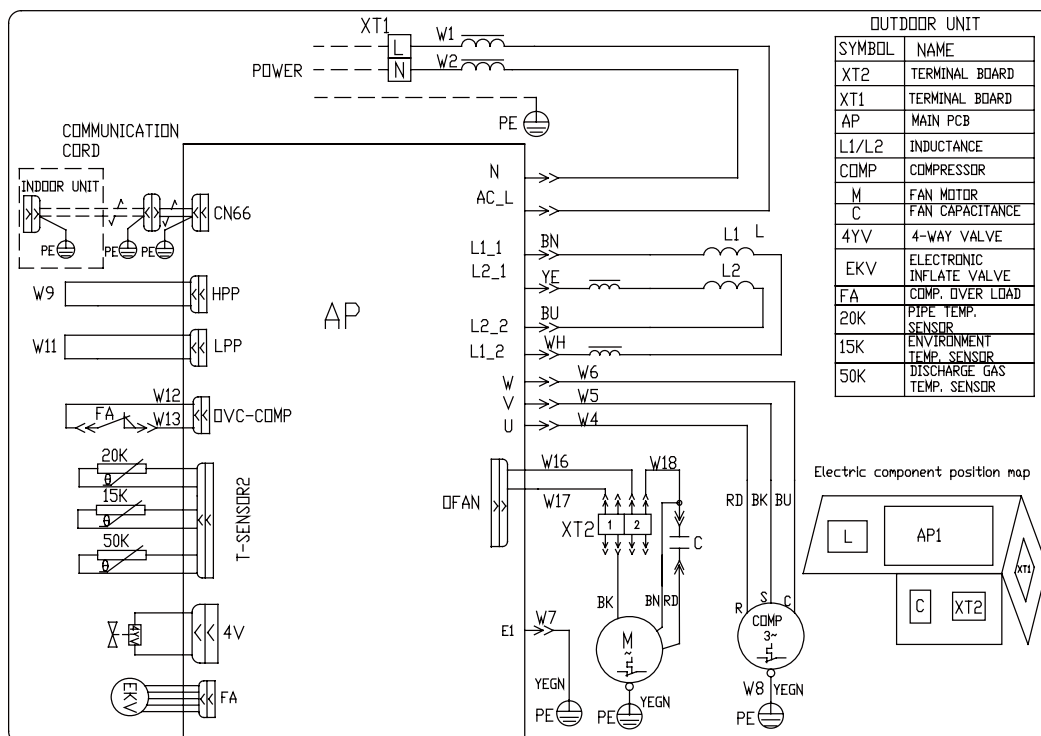 XT1
W1
L
POWER
W2
N
PE
COMMUNICATION
CORD
INDOOR UNIT
CN66
PE
PE
PE
W9
HPP
W11
LPP
W12
FA
W13
OVC-COMP
20K
θ
15K
θ
50K
θ
T-SENSOR2
4V
EKV
FA
AP
N
AC_L
L1_1
BN
L1
L
L2_1
YE
L2
BU
L2_2
WH
L1_2
W
W6
V
W5
U
W4
W16
W18
OFAN
W17
XT2
1
2
C
RD
BK
BU
BK
BN
RD
R
S
C
M
~
COMP
3~
E1
W7
YEGN
YEGN
W8
YEGN
PE
PE
PE
OUTDOOR UNIT
SYMBOL NAME
XT2 TERMINAL BOARD
XT1 TERMINAL BOARD
AP MAIN PCB
L1/L2 INDUCTANCE
COMP COMPRESSOR
M FAN MOTOR
C FAN CAPACITANCE
4YV 4-WAY VALVE
EKV ELECTRONIC
INFLATE VALVE
FA COMP. OVER LOAD
20K PIPE TEMP.
SENSOR
15K ENVIRONMENT
TEMP. SENSOR
50K DISCHARGE GAS
TEMP. SENSOR
Electric component position map
L
AP1
XT1
C
XT2